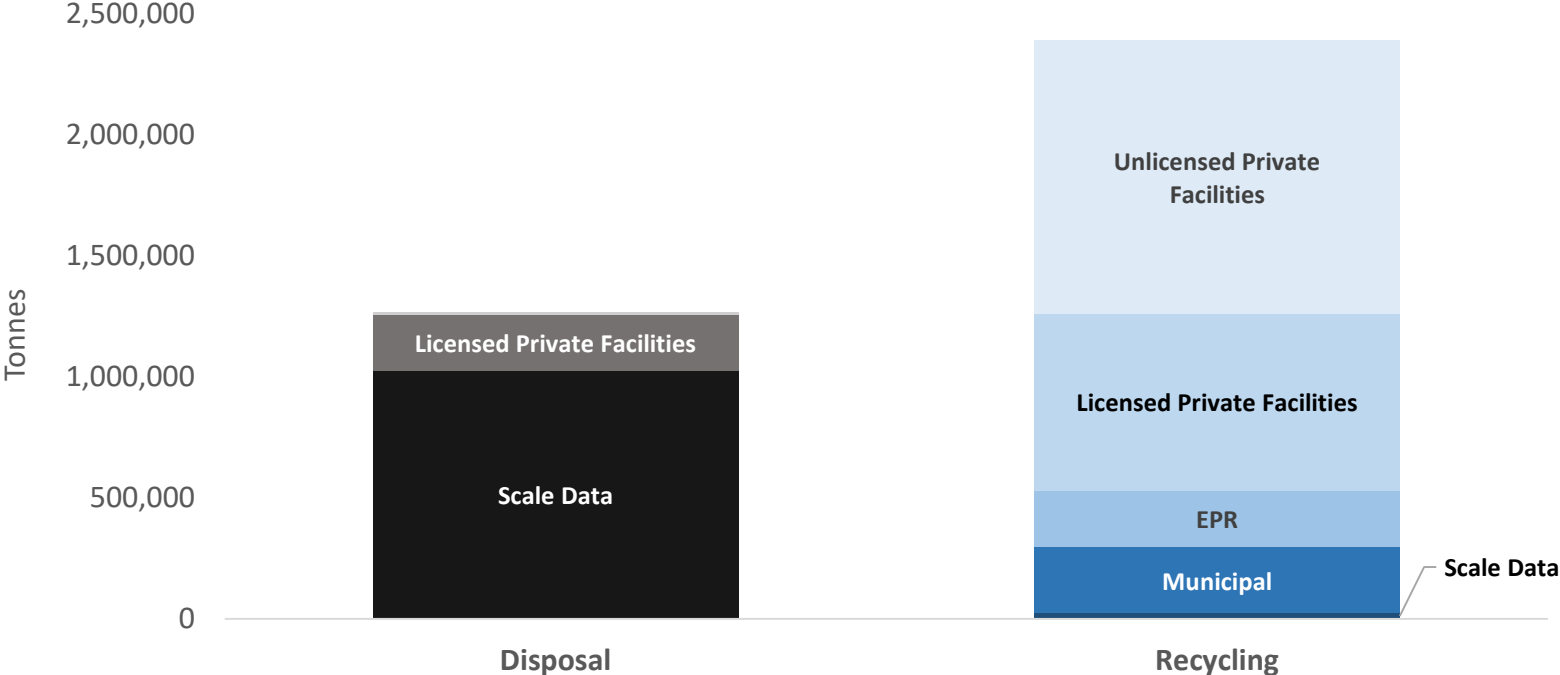 2,500,000
2,000,000
1,500,000
1,000,000
500,000
0
Tonnes
Licensed Private Facilities
Scale Data
Disposal
Unlicensed Private
Facilities
Licensed Private Facilities
EPR
Municipal
Scale Data
Recycling